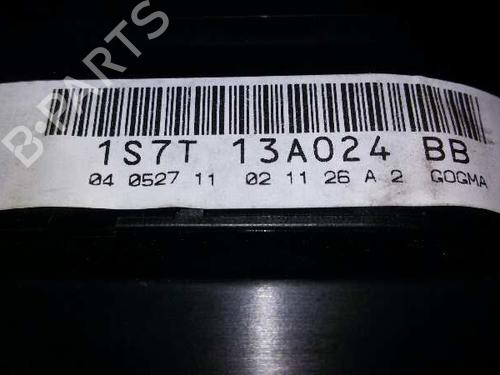 B-PARTS
1S7T 13A024 BB
04 0527 11 02 11 26 A 2 GOGMA